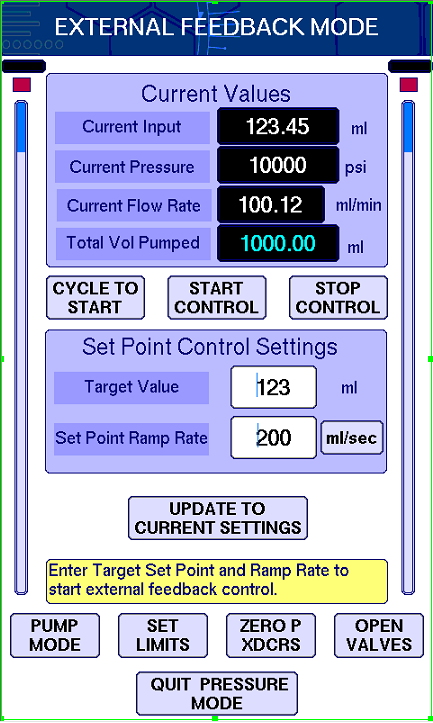 EXTERNAL FEEDBACK MODE
Current Values
Current Input 123.45 ml
Current Pressure 10000 psi
Current Flow Rate 100.12 ml/min
Total Vol Pumped 1000.00 ml
CYCLE TO START
START CONTROL
STOP CONTROL
Set Point Control Settings
Target Value 123 ml
Set Point Ramp Rate 200 ml/sec
UPDATE TO
CURRENT SETTINGS
Enter Target Set Point and Ramp Rate to
start external feedback control.
PUMP MODE
SET LIMITS
ZERO P XDCRS
OPEN VALVES
QUIT PRESSURE
MODE